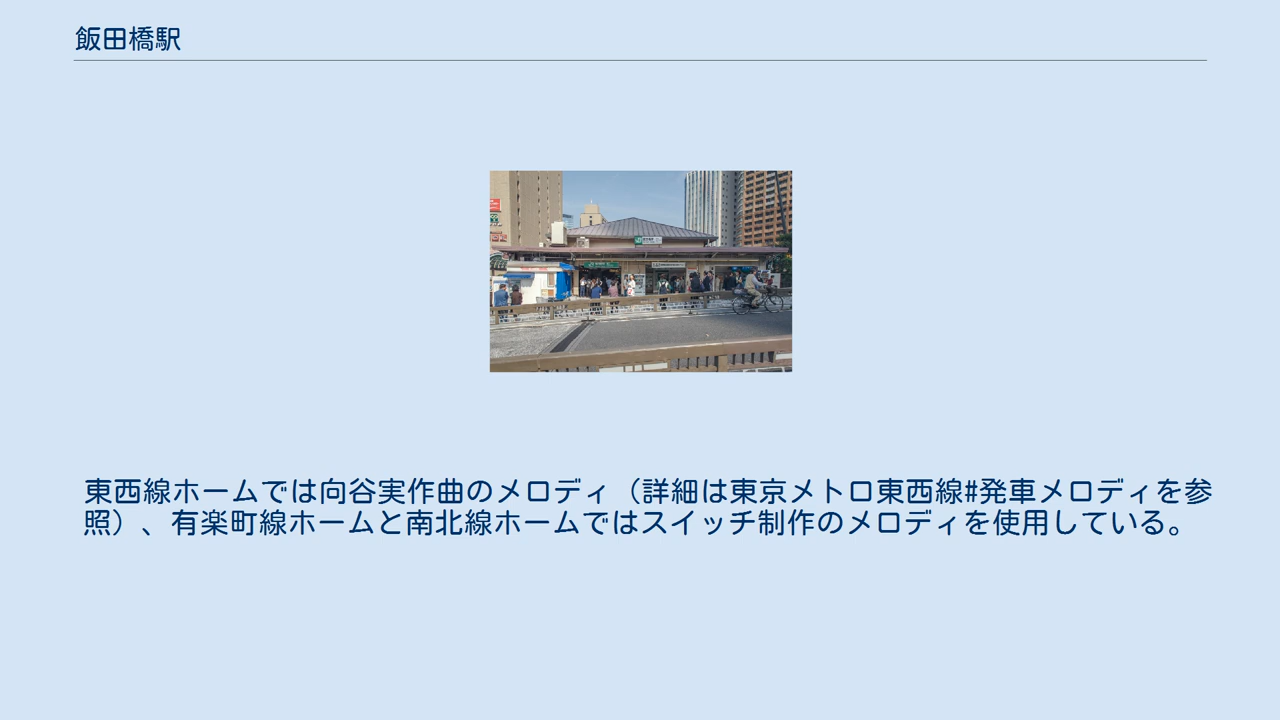 飯田橋駅
東西線ホームでは向谷実作曲のメロディ（詳細は東京メトロ東西線#発車メロディを参
照）、有楽町線ホームと南北線ホームではスイッチ制作のメロディを使用している。